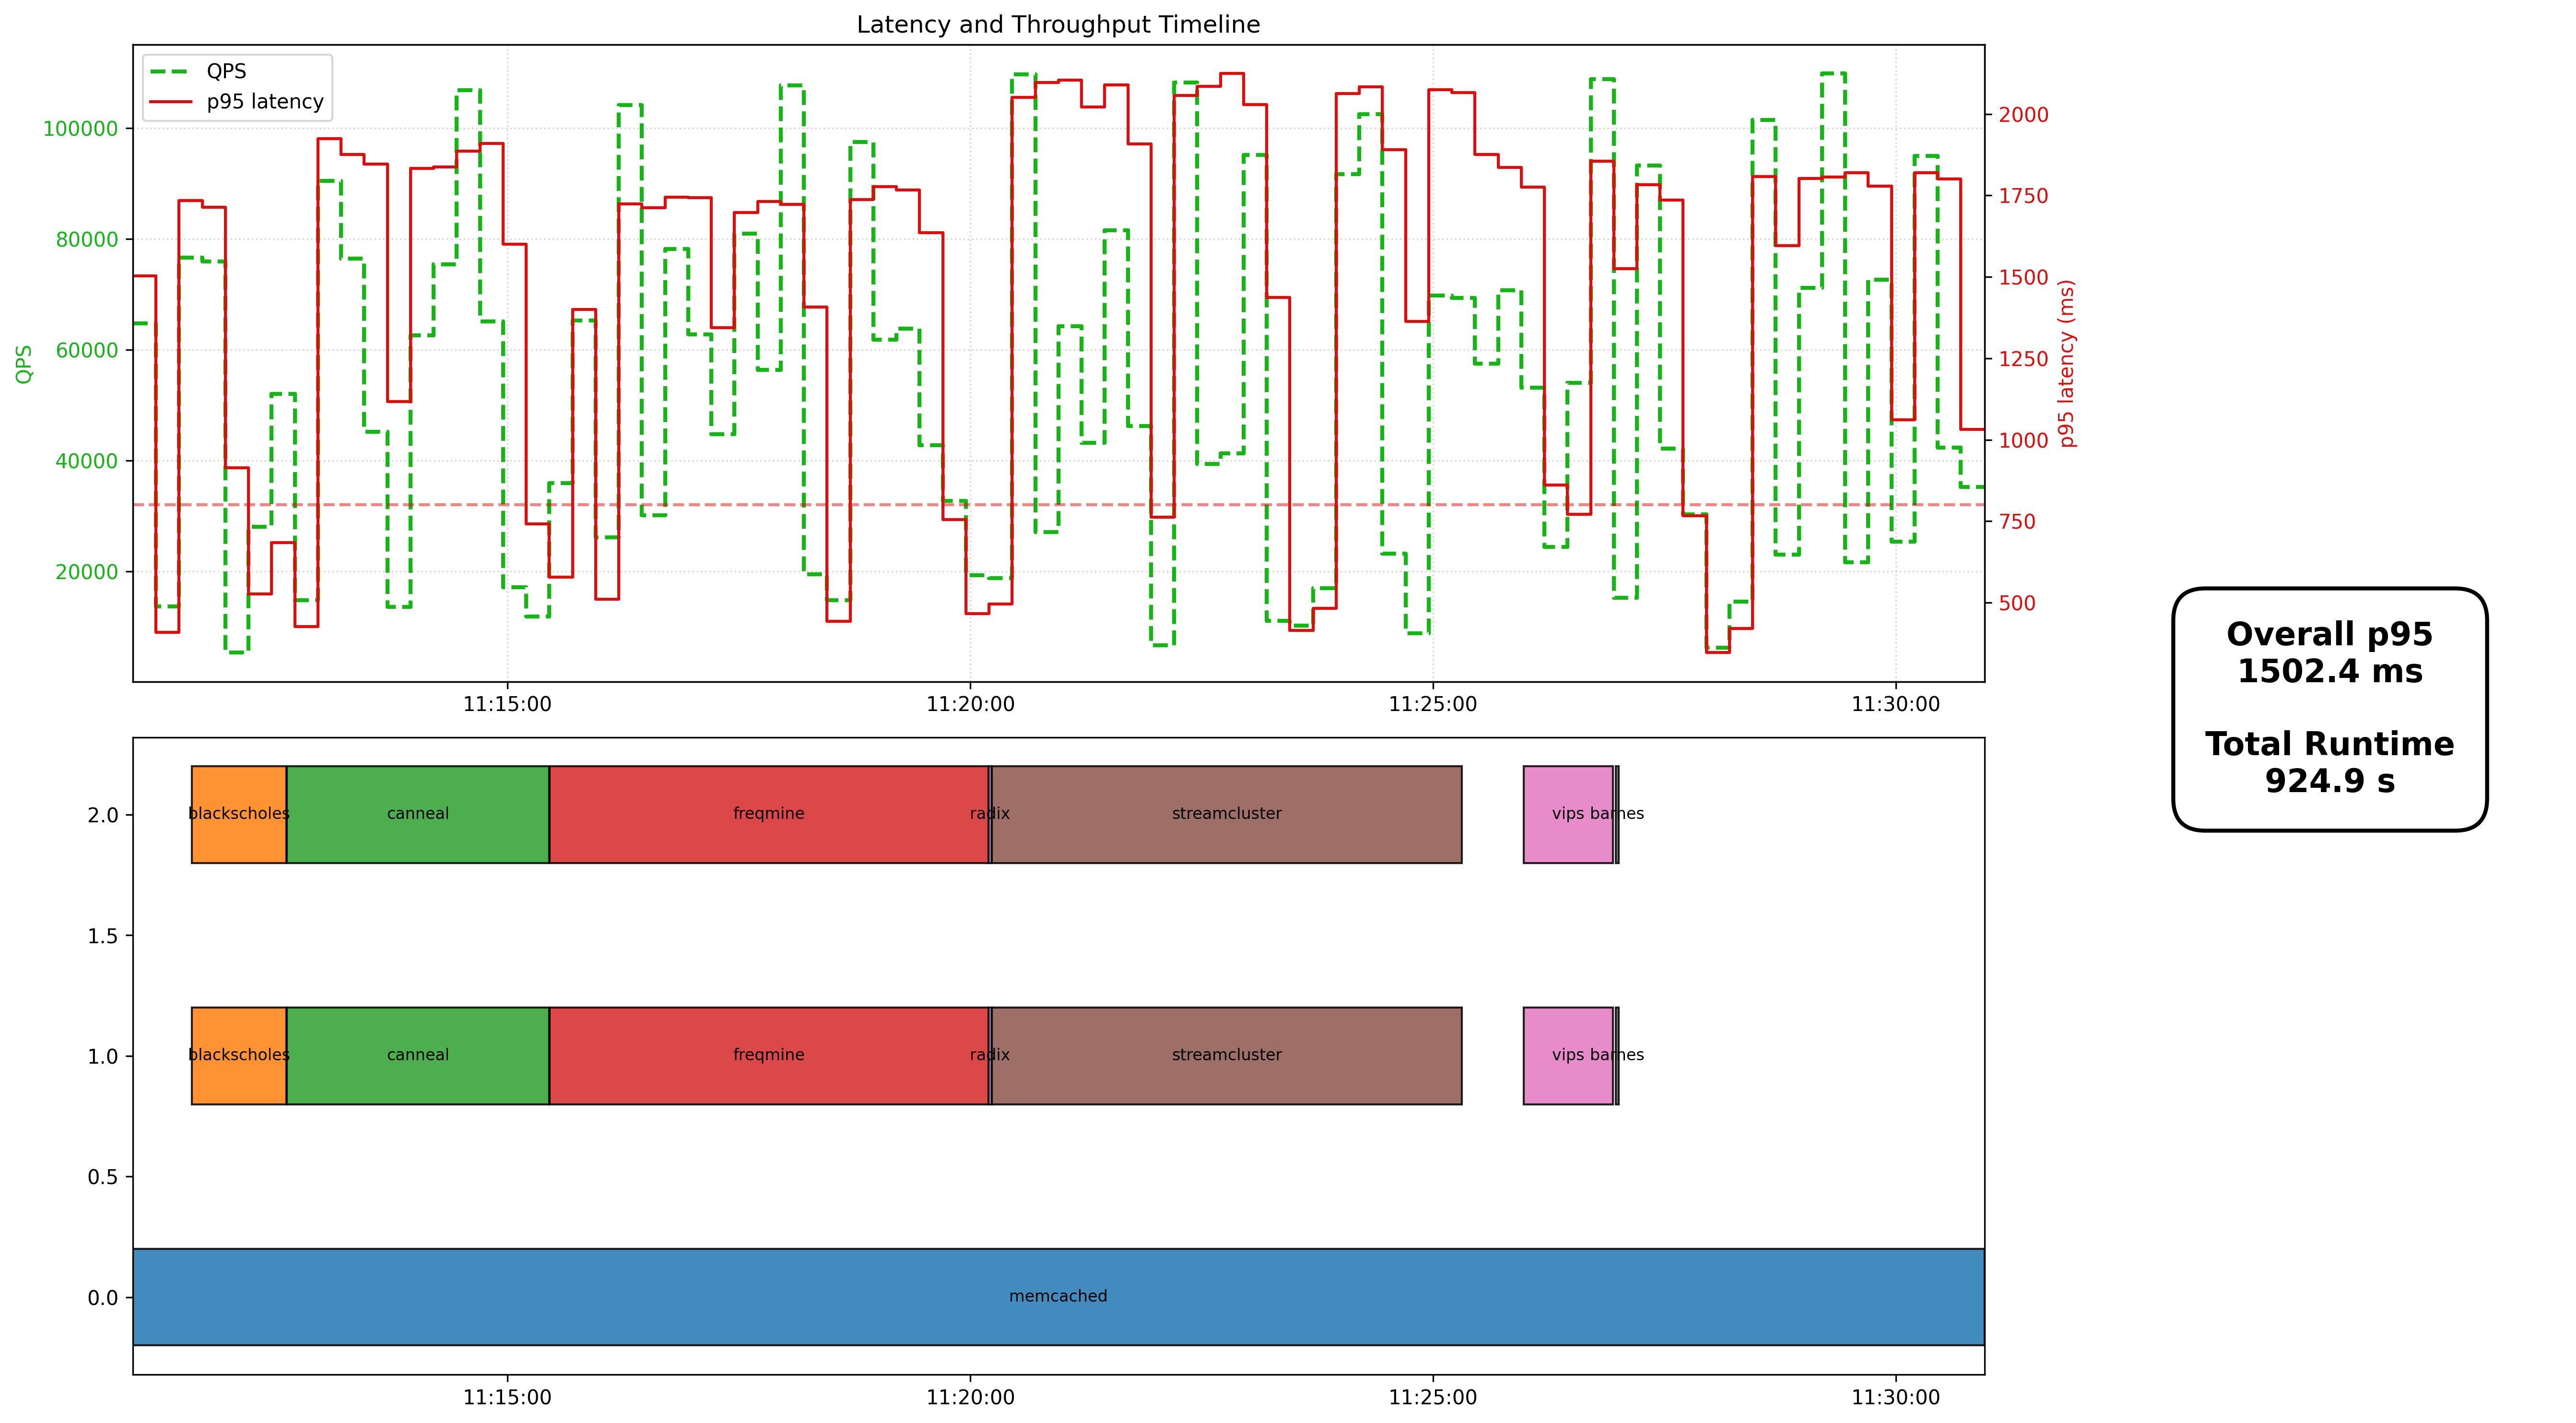 Latency and Throughput Timeline
QPS
p95 latency
100000
80000
60000
40000
20000
QPS
2000
1750
1500
1250
1000
750
500
p95 latency (ms)
11:15:00
11:20:00
11:25:00
11:30:00
Overall p95
1502.4 ms
Total Runtime
924.9 s
2.0
1.5
1.0
0.5
0.0
blackscholes
canneal
freqmine
radix
streamcluster
vips
barnes
blackscholes
canneal
freqmine
radix
streamcluster
vips
barnes
memcached
11:15:00
11:20:00
11:25:00
11:30:00